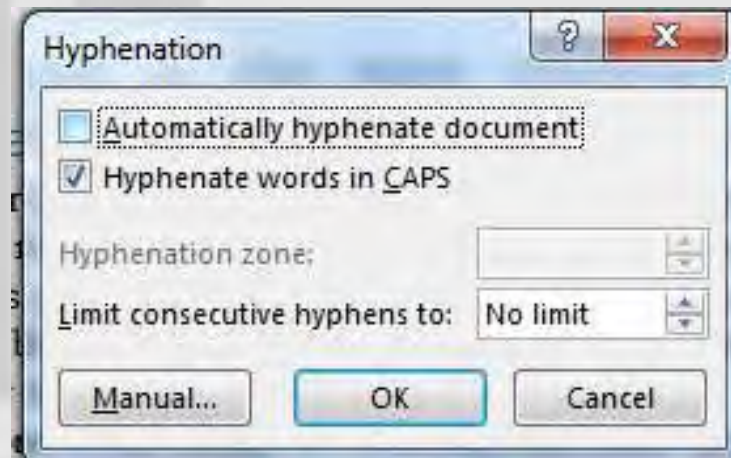 Hyphenation
Automatically hyphenate document
Hyphenate words in CAPS
Hyphenation zone:
Limit consecutive hyphens to: No limit
Manual... OK Cancel